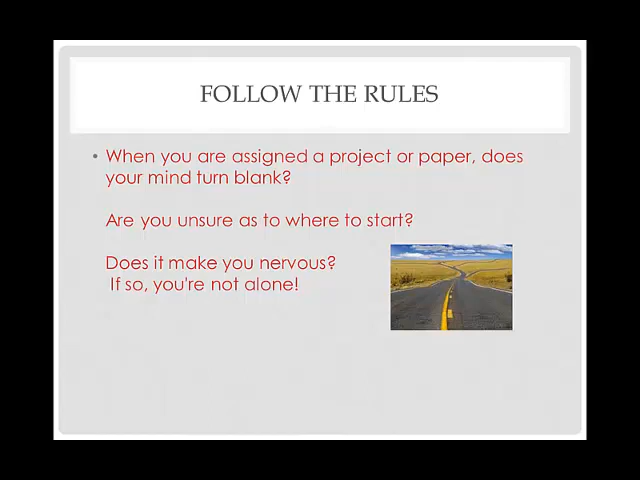 FOLLOW THE RULES
• When you are assigned a project or paper, does
your mind turn blank?
Are you unsure as to where to start?
Does it make you nervous?
If so, you're not alone!